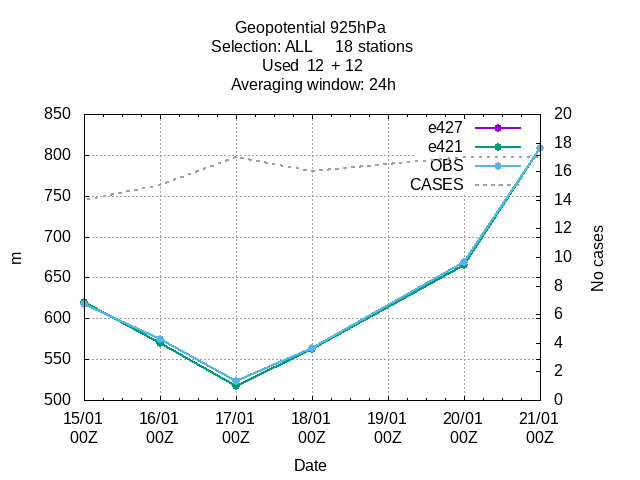 Geopotential 925hPa
Selection: ALL 18 stations
Used 12 + 12
Averaging window: 24h
850
800
750
700
650
600
550
500
m
20
18
16
14
12
10
8
6
4
2
0
No cases
e427
e421
OBS
CASES
15/01 16/01 17/01 18/01 19/01 20/01 21/01
00Z 00Z 00Z 00Z 00Z 00Z 00Z
Date